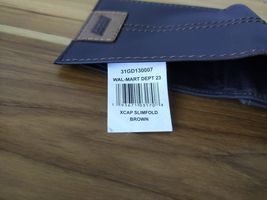 31GD130007
WAL-MART DEPT 23
XCAP SLIMFOLD
BROWN